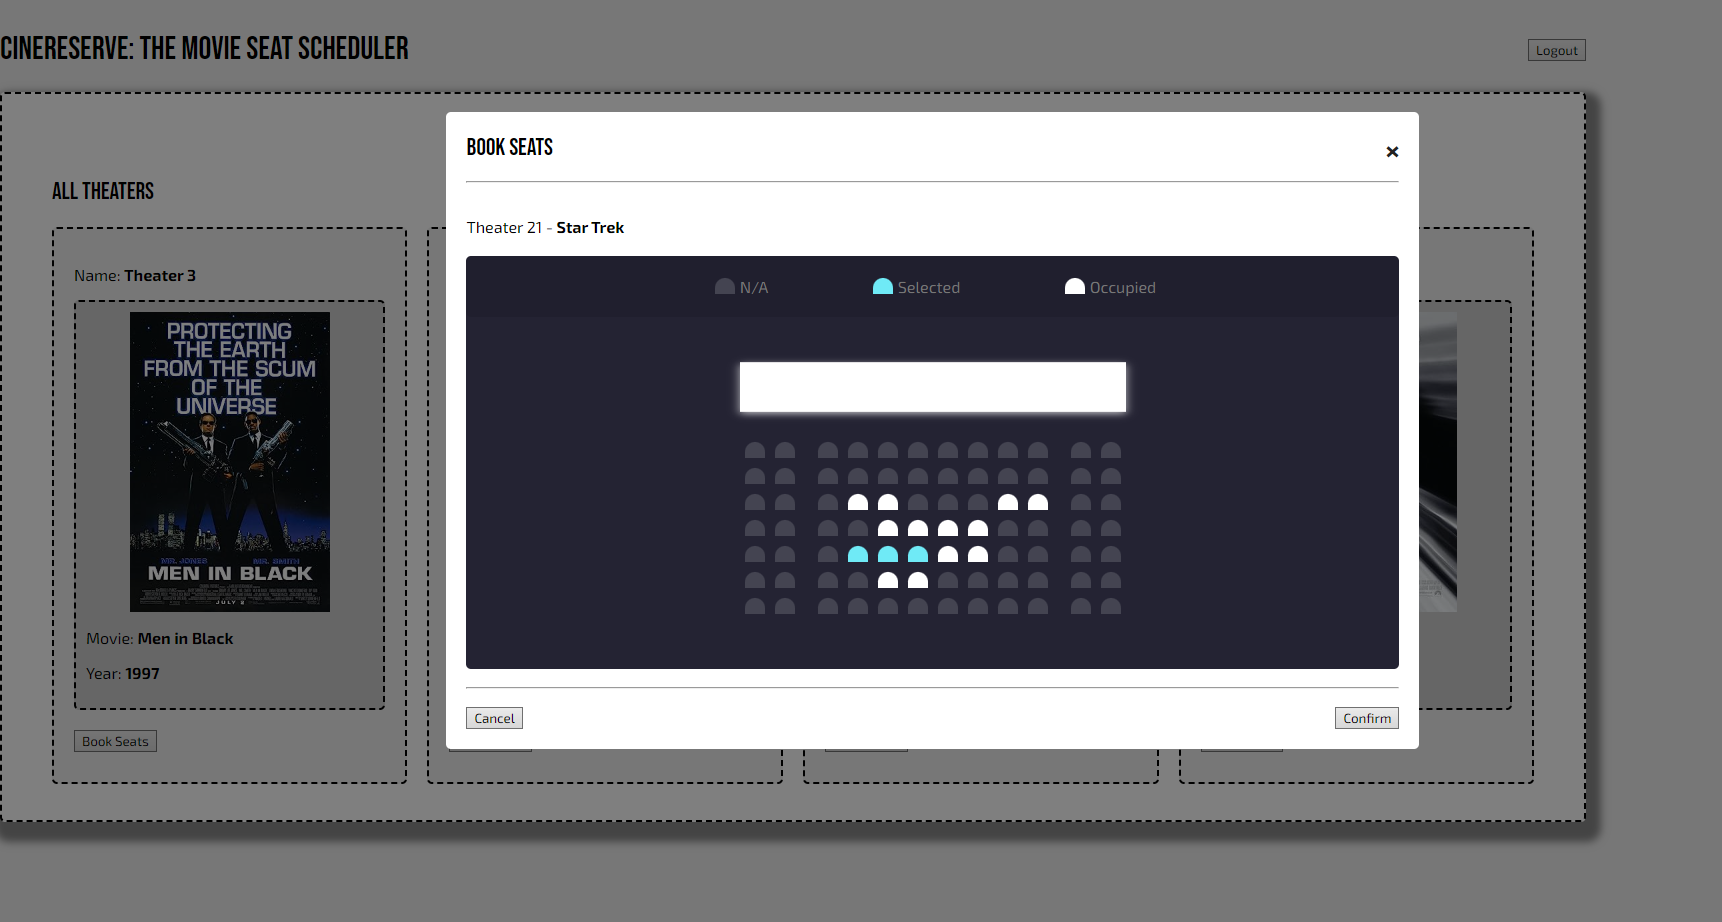 CINERESERVE: THE MOVIE SEAT SCHEDULER
Logout
BOOK SEATS
×
ALL THEATERS
Theater 21 - Star Trek
Name: Theater 3
N/A
Selected
Occupied
PROTECTING
THE EARTH
FROM THE SCUM
OF THE
UNIVERSE
MR. JONES MR. SMITH
MEN IN BLACK
JULY 2
Movie: Men in Black
Year: 1997
Book Seats
Cancel
Confirm